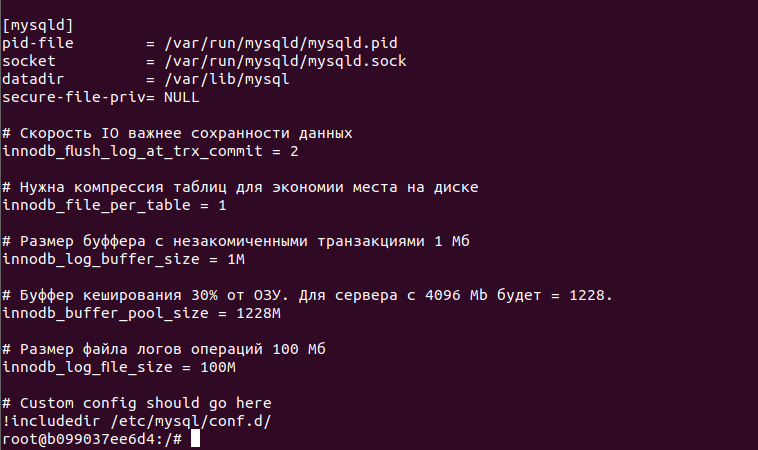 [mysqld]
pid-file        = /var/run/mysqld/mysqld.pid
socket          = /var/run/mysqld/mysqld.sock
datadir         = /var/lib/mysql
secure-file-priv= NULL
# Скорость IO важнее сохранности данных
innodb_flush_log_at_trx_commit = 2
# Нужна компрессия таблиц для экономии места на диске
innodb_file_per_table = 1
# Размер буффера с незакомиченными транзакциями 1 Мб
innodb_log_buffer_size = 1M
# Буффер кеширования 30% от ОЗУ. Для сервера с 4096 Mb будет = 1228.
innodb_buffer_pool_size = 1228M
# Размер файла логов операций 100 Мб
innodb_log_file_size = 100M
# Custom config should go here
!includedir /etc/mysql/conf.d/
root@b099037ee6d4:/#